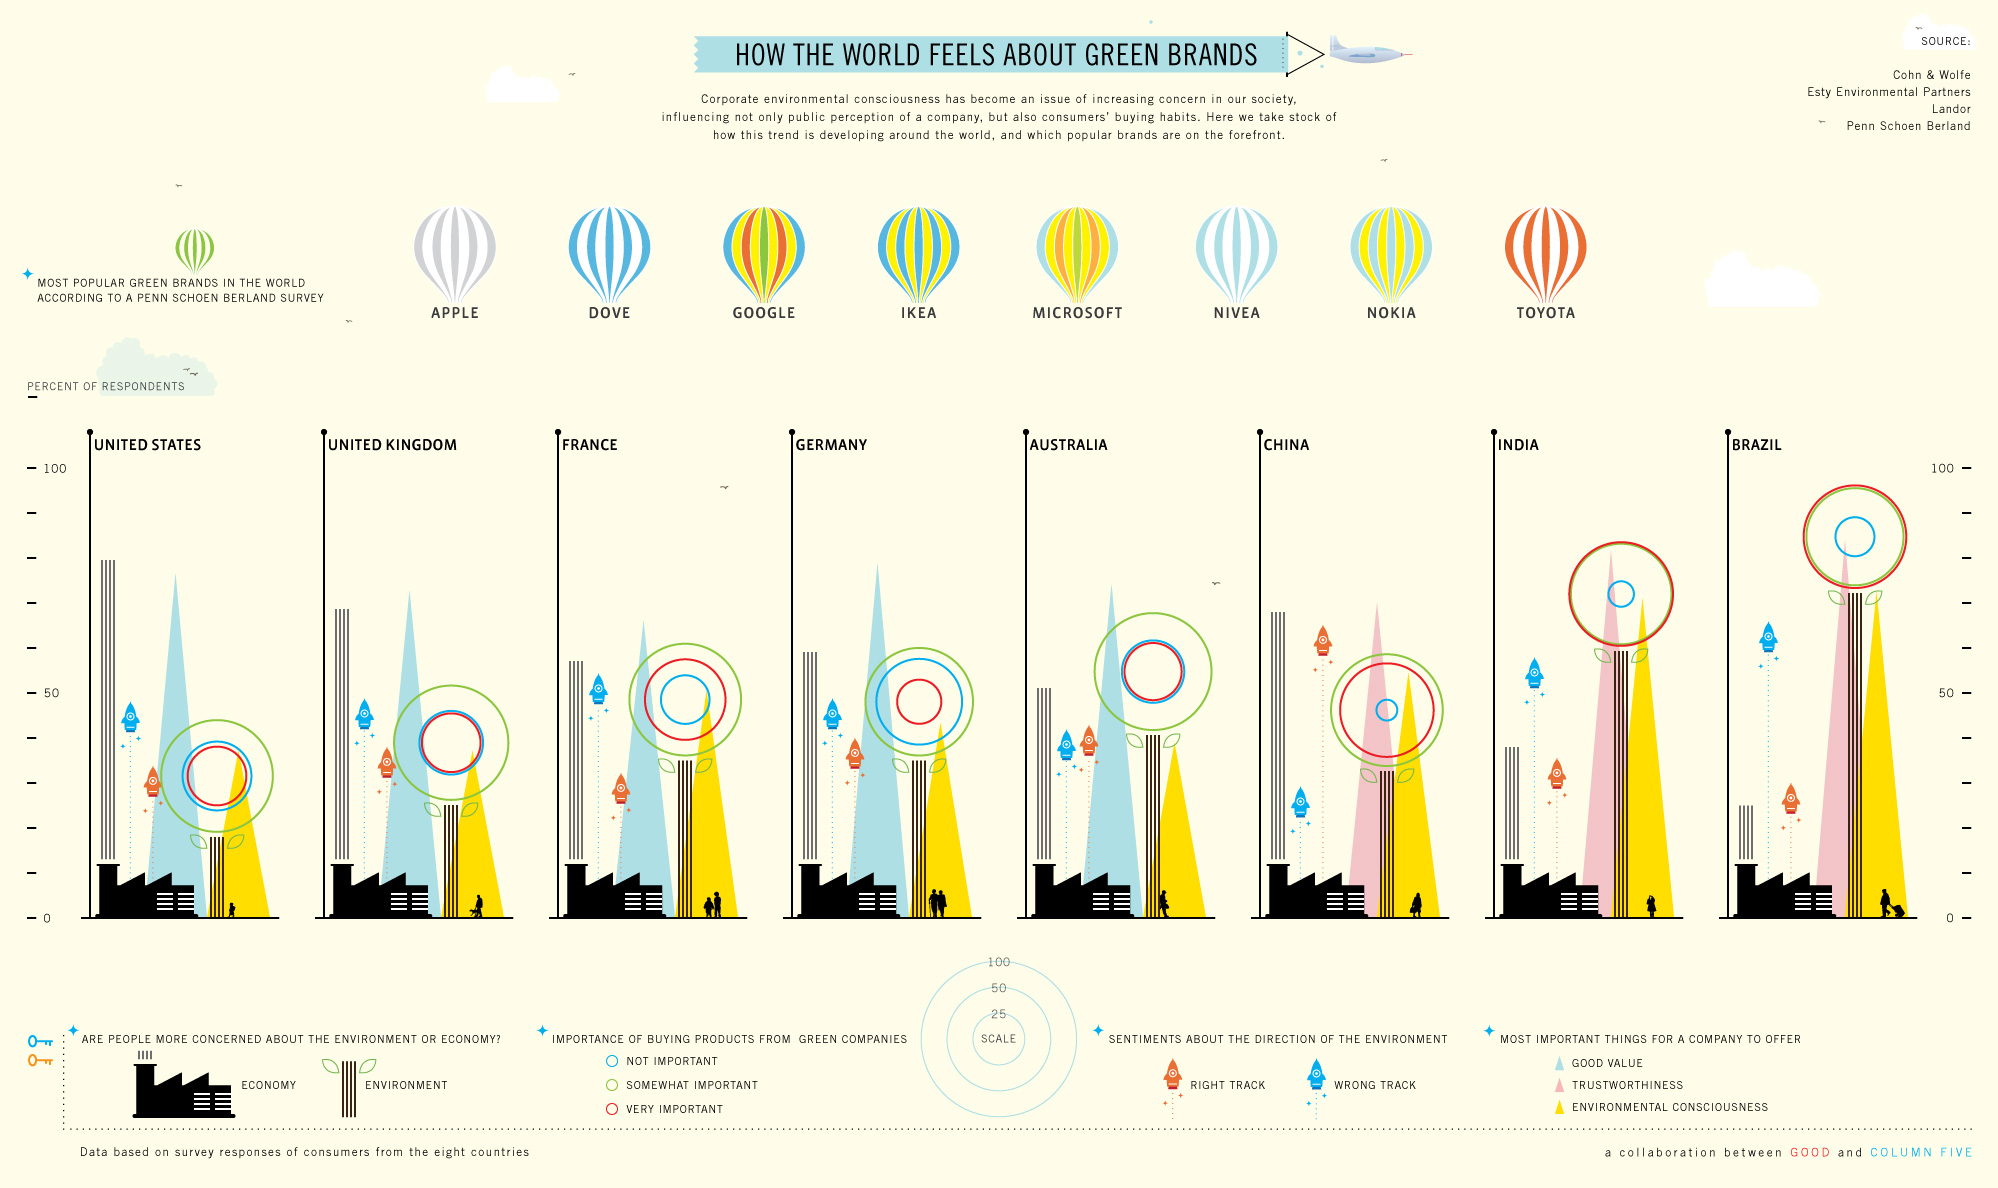 HOW THE WORLD FEELS ABOUT GREEN BRANDS
Corporate environmental consciousness has become an issue of increasing concern in our society,
influencing not only public perception of a company, but also consumers' buying habits. Here we take stock of
how this trend is developing around the world, and which popular brands are on the forefront.
SOURCE:
Cohn & Wolfe
Esty Environmental Partners
Landor
Penn Schoen Berland
MOST POPULAR GREEN BRANDS IN THE WORLD
ACCORDING TO A PENN SCHOEN BERLAND SURVEY
APPLE
DOVE
GOOGLE
IKEA
MICROSOFT
NIVEA
NOKIA
TOYOTA
PERCENT OF RESPONDENTS
UNITED STATES
UNITED KINGDOM
FRANCE
GERMANY
AUSTRALIA
CHINA
INDIA
BRAZIL
100
50
0
100
50
0
ARE PEOPLE MORE CONCERNED ABOUT THE ENVIRONMENT OR ECONOMY?
ECONOMY
ENVIRONMENT
IMPORTANCE OF BUYING PRODUCTS FROM GREEN COMPANIES
NOT IMPORTANT
SOMEWHAT IMPORTANT
VERY IMPORTANT
100
50
25
SCALE
SENTIMENTS ABOUT THE DIRECTION OF THE ENVIRONMENT
RIGHT TRACK
WRONG TRACK
MOST IMPORTANT THINGS FOR A COMPANY TO OFFER
GOOD VALUE
TRUSTWORTHINESS
ENVIRONMENTAL CONSCIOUSNESS
Data based on survey responses of consumers from the eight countries
a collaboration between GOOD and COLUMN FIVE